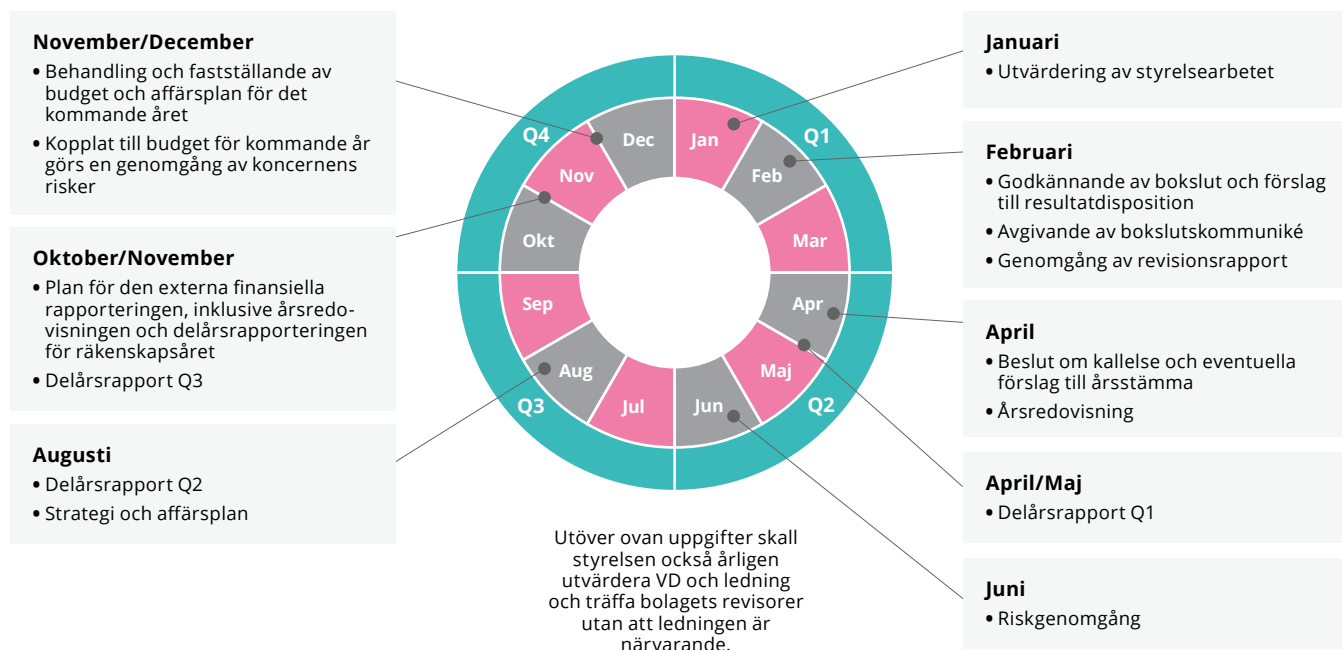 November/December
• Behandling och fastställande av
budget och affärsplan för det
kommande året
• Kopplat till budget för kommande år
görs en genomgång av koncernens
risker
Oktober/November
• Plan för den externa finansiella
rapporteringen, inklusive årsredo-
visningen och delårsrapporteringen
för räkenskapsåret
• Delårsrapport Q3
Augusti
• Delårsrapport Q2
• Strategi och affärsplan
Q4
Q1
Q3
Q2
Jan
Feb
Mar
Apr
Maj
Jun
Jul
Aug
Sep
Okt
Nov
Dec
Utöver ovan uppgifter skall
styrelsen också årligen
utvärdera VD och ledning
och träffa bolagets revisorer
utan att ledningen är
närvarande.
Januari
• Utvärdering av styrelsearbetet
Februari
• Godkännande av bokslut och förslag
till resultatdisposition
• Avgivande av bokslutskommuniké
• Genomgång av revisionsrapport
April
• Beslut om kallelse och eventuella
förslag till årsstämma
• Årsredovisning
April/Maj
• Delårsrapport Q1
Juni
• Riskgenomgång